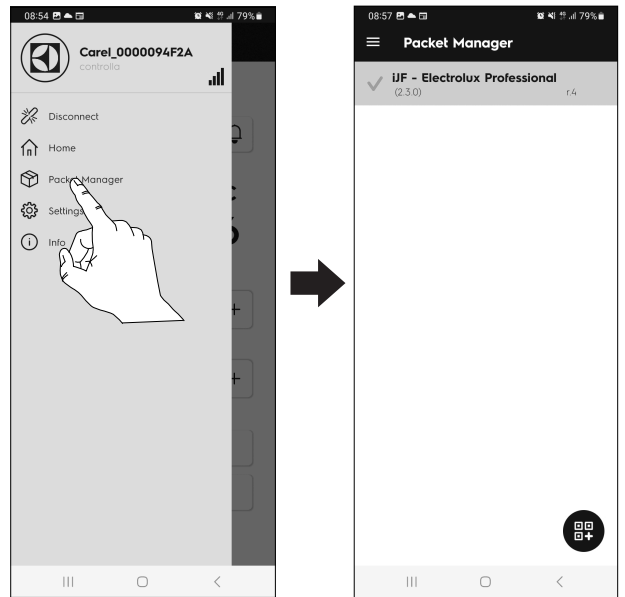 08:54 79%
Carel_0000094F2A
controlla
Disconnect
Home
Packet Manager
Settings
Info
08:57 4G 79%
Packet Manager
iJF - Electrolux Professional
(2.3.0) r.4